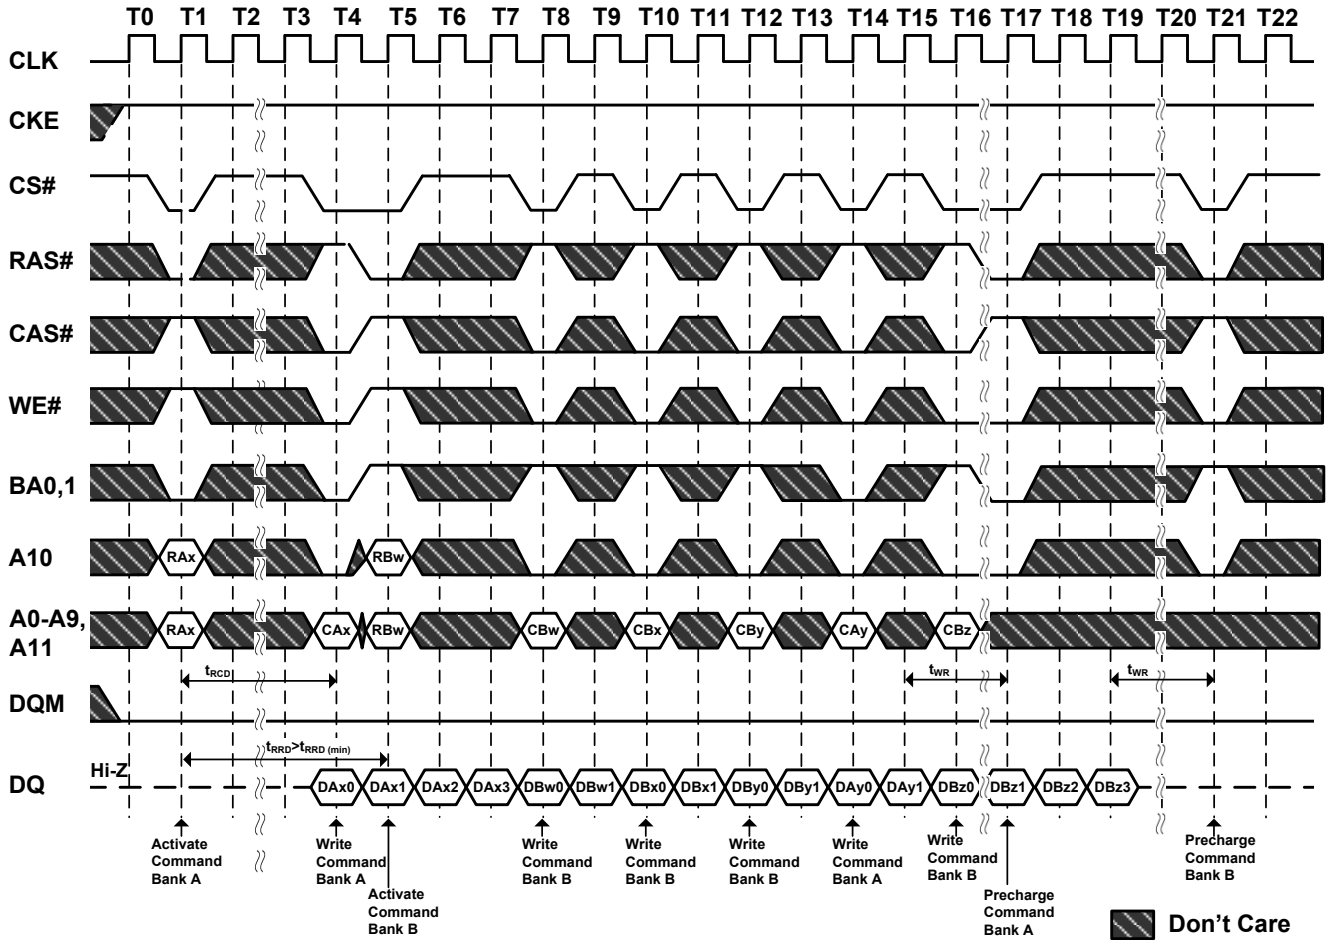 T0 T1 T2 T3 T4 T5 T6 T7 T8 T9 T10 T11 T12 T13 T14 T15 T16 T17 T18 T19 T20 T21 T22
CLK
CKE
CS#
RAS#
CAS#
WE#
BA0,1
A10 RAx RBw
A0-A9,
A11
RAx CAx RBw CBw CBx CBy CAy CBz
tRCD tWR tWR
DQM
tRRD>tRRD (min)
Hi-Z
DQ DAx0 DAx1 DAx2 DAx3 DBw0 DBw1 DBx0 DBx1 DBy0 DBy1 DAy0 DAy1 DBz0 DBz1 DBz2 DBz3
Activate
Command
Bank A
Write
Command
Bank A
Activate
Command
Bank B
Write
Command
Bank B
Write
Command
Bank B
Write
Command
Bank B
Write
Command
Bank A
Write
Command
Bank B
Precharge
Command
Bank A
Precharge
Command
Bank B
Don't Care